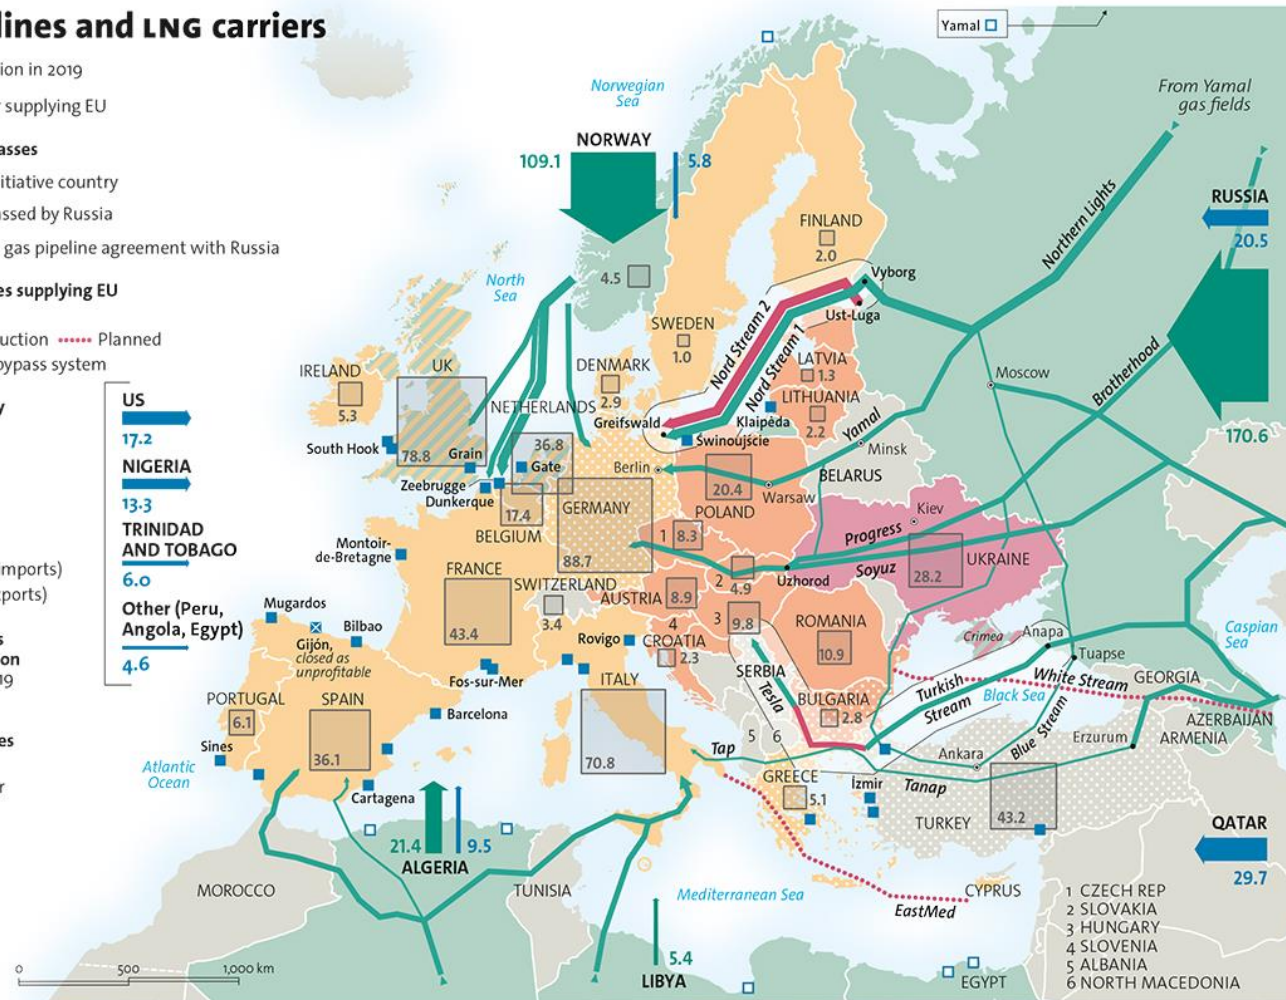 lines and LNG carriers
ion in 2019
supplying EU
asses
itiative country
ssed by Russia
gas pipeline agreement with Russia
es supplying EU
uction Planned
bypass system
y
US
17.2
NIGERIA
13.3
TRINIDAD
AND TOBAGO
6.0
Other (Peru,
Angola, Egypt)
4.6
imports)
ports)
s
on
19
es
r
Yamal
From Yamal
gas fields
Norwegian
Sea
NORWAY
109.1
5.8
4.5
RUSSIA
20.5
170.6
Northern Lights
Brotherhood
FINLAND
2.0
Vyborg
Ust-Luga
North
Sea
SWEDEN
1.0
Nord Stream 2
Nord Stream 1
LATVIA
1.3
LITHUANIA
2.2
Moscow
IRELAND
5.3
UK
78.8
DENMARK
2.9
NETHERLANDS
36.8
Greifswald
Klaipėda
Świnoujście
Yamal
Minsk
South Hook
Grain
Gate
Zeebrugge
Dunkerque
Berlin
20.4
Warsaw
POLAND
BELARUS
17.4
BELGIUM
GERMANY
88.7
1
8.3
Kiev
Progress
Soyuz
UKRAINE
28.2
Montoir-
de-Bretagne
FRANCE
43.4
SWITZERLAND
3.4
AUSTRIA
8.9
2
4.9
Uzhorod
Mugardos
Gijón,
closed as
unprofitable
Bilbao
Rovigo
4
CROATIA
2.3
3
9.8
ROMANIA
10.9
Crimea
Anapa
Tuapse
Caspian
Sea
Fos-sur-Mer
ITALY
70.8
SERBIA
Tesla
BULGARIA
2.8
Turkish
Stream
Black Sea
White Stream
GEORGIA
PORTUGAL
6.1
SPAIN
36.1
Barcelona
5
6
Blue Stream
Ankara
Erzurum
AZERBAIJAN
ARMENIA
Sines
Atlantic
Ocean
Cartagena
Tap
GREECE
5.1
İzmir
Tanap
TURKEY
43.2
QATAR
29.7
21.4
9.5
ALGERIA
MOROCCO
TUNISIA
Mediterranean Sea
EastMed
CYPRUS
5.4
LIBYA
EGYPT
1 CZECH REP
2 SLOVAKIA
3 HUNGARY
4 SLOVENIA
5 ALBANIA
6 NORTH MACEDONIA
0 500 1,000 km